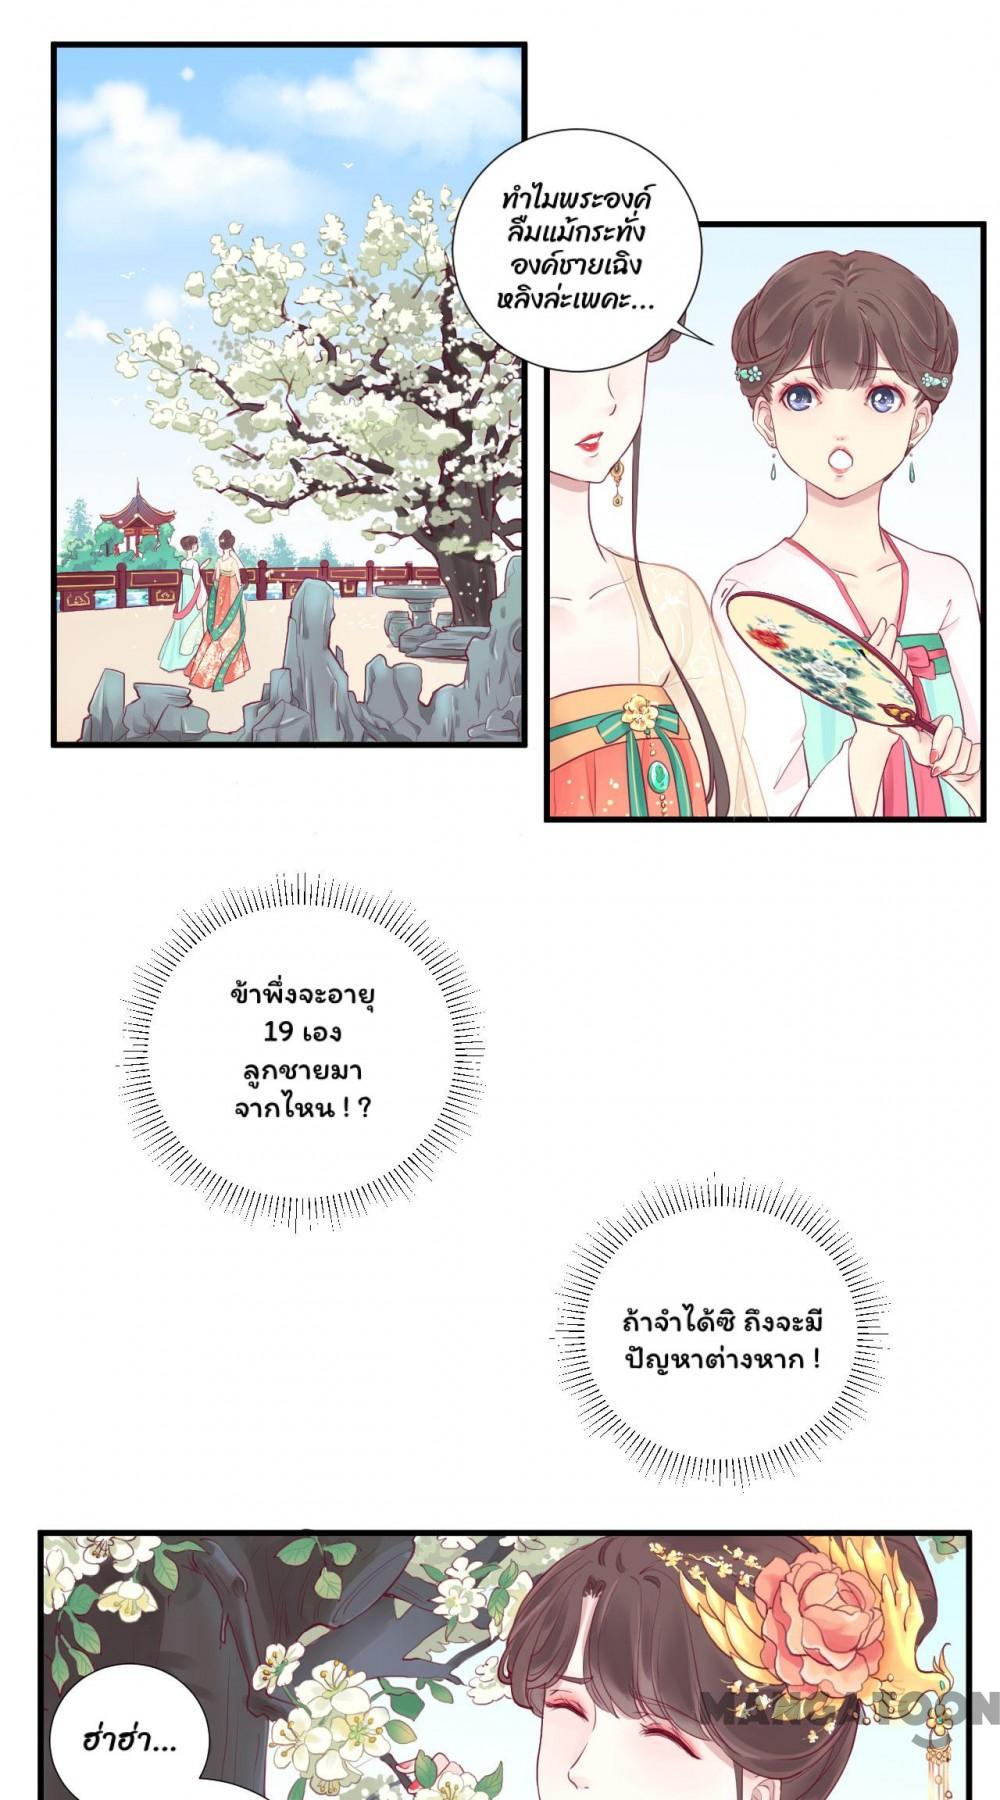 ทำไมพระองค์
ลืมแม้กระทั่ง
องค์ชายเฉิง
หลิงล่ะเพคะ...
ข้าพึ่งจะอายุ
19 เอง
ลูกชายมา
จากไหน ! ?
ถ้าจำได้ซิ ถึงจะมี
ปัญหาต่างหาก !
ฮ่าฮ่า...
MANGATOON